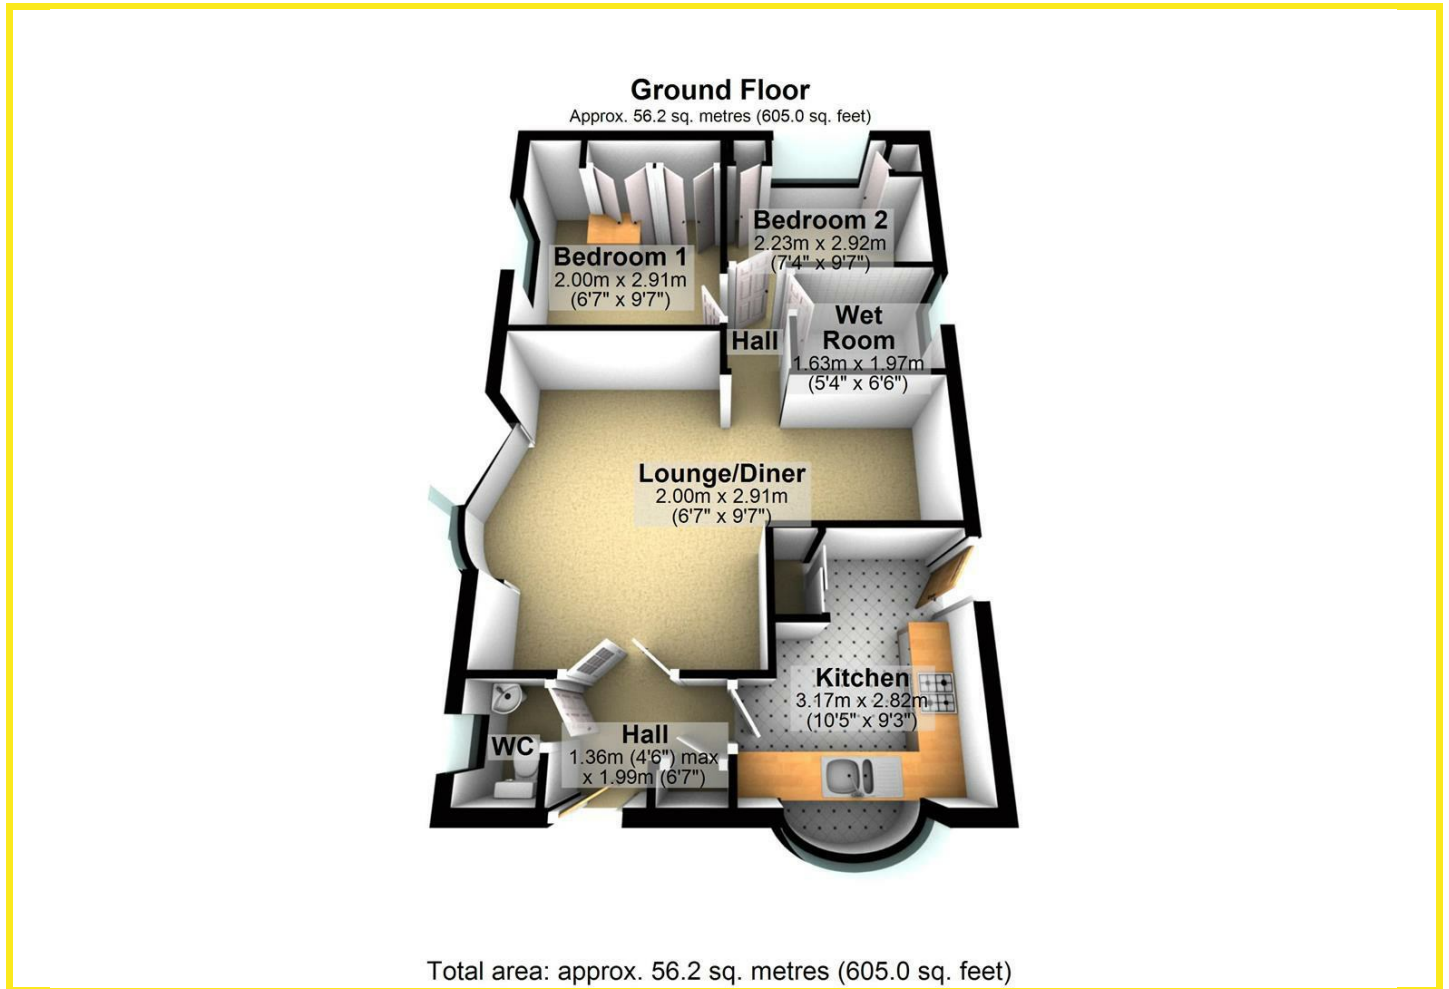 Ground Floor
Approx. 56.2 sq. metres (605.0 sq. feet)
Bedroom 1
2.00m x 2.91m
(6'7" x 9'7")
Bedroom 2
2.23m x 2.92m
(7'4" x 9'7")
Hall
Wet
Room
1.63m x 1.97m
(5'4" x 6'6")
Lounge/Diner
2.00m x 2.91m
(6'7" x 9'7")
Kitchen
3.17m x 2.82m
(10'5" x 9'3")
WC
Hall
1.36m (4'6") max
x 1.99m (6'7")
Total area: approx. 56.2 sq. metres (605.0 sq. feet)